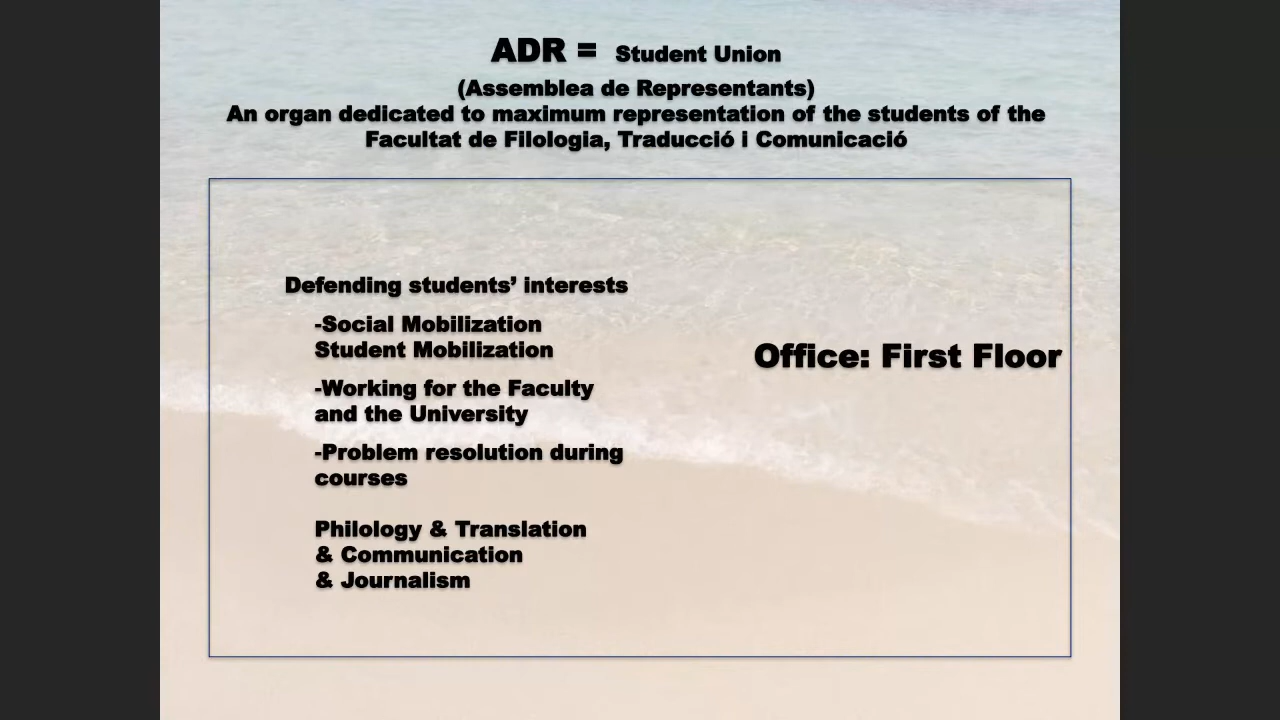 ADR = Student Union
(Assemblea de Representants)
An organ dedicated to maximum representation of the students of the
Facultat de Filologia, Traducció i Comunicació
Defending students’ interests
-Social Mobilization
Student Mobilization
-Working for the Faculty
and the University
-Problem resolution during
courses
Philology & Translation
& Communication
& Journalism
Office: First Floor